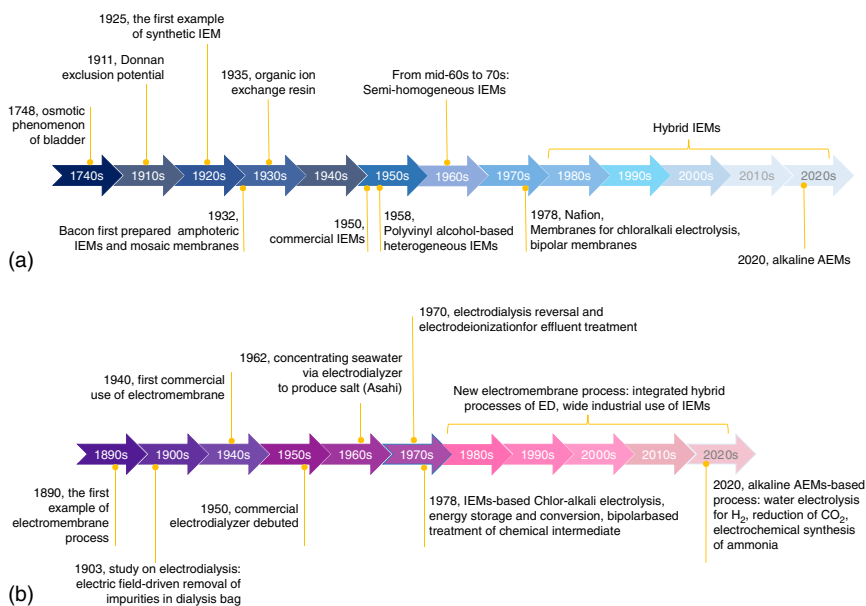 1925, the first example
of synthetic IEM
1911, Donnan
exclusion potential
1935, organic ion
exchange resin
From mid-60s to 70s:
Semi-homogeneous IEMs
1748, osmotic
phenomenon
of bladder
Hybrid IEMs
1740s
1910s
1920s
1930s
1940s
1950s
1960s
1970s
1980s
1990s
2000s
2010s
2020s
1932,
Bacon first prepared amphoteric
IEMs and mosaic membranes
1950,
commercial IEMs
1958,
Polyvinyl alcohol-based
heterogeneous IEMs
1978, Nafion,
Membranes for chloralkali electrolysis,
bipolar membranes
2020, alkaline AEMs
(a)
1970, electrodialysis reversal and
electrodeionizationfor effluent treatment
1962, concentrating seawater
via electrodialyzer
to produce salt (Asahi)
1940, first commercial
use of electromembrane
New electromembrane process: integrated hybrid
processes of ED, wide industrial use of IEMs
1890s
1900s
1940s
1950s
1960s
1970s
1980s
1990s
2000s
2010s
2020s
1890, the first
example of
electromembrane
process
1903, study on electrodialysis:
electric field-driven removal of
impurities in dialysis bag
1950, commercial
electrodialyzer debuted
1978, IEMs-based Chlor-alkali electrolysis,
energy storage and conversion, bipolarbased
treatment of chemical intermediate
2020, alkaline AEMs-based
process: water electrolysis
for H₂, reduction of CO₂,
electrochemical synthesis
of ammonia
(b)